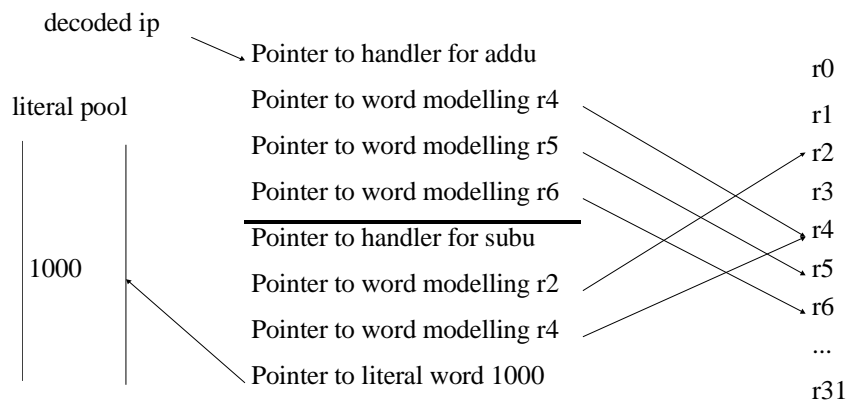 decoded ip
literal pool
1000
Pointer to handler for addu
Pointer to word modelling r4
Pointer to word modelling r5
Pointer to word modelling r6
Pointer to handler for subu
Pointer to word modelling r2
Pointer to word modelling r4
Pointer to literal word 1000
r0
r1
r2
r3
r4
r5
r6
...
r31